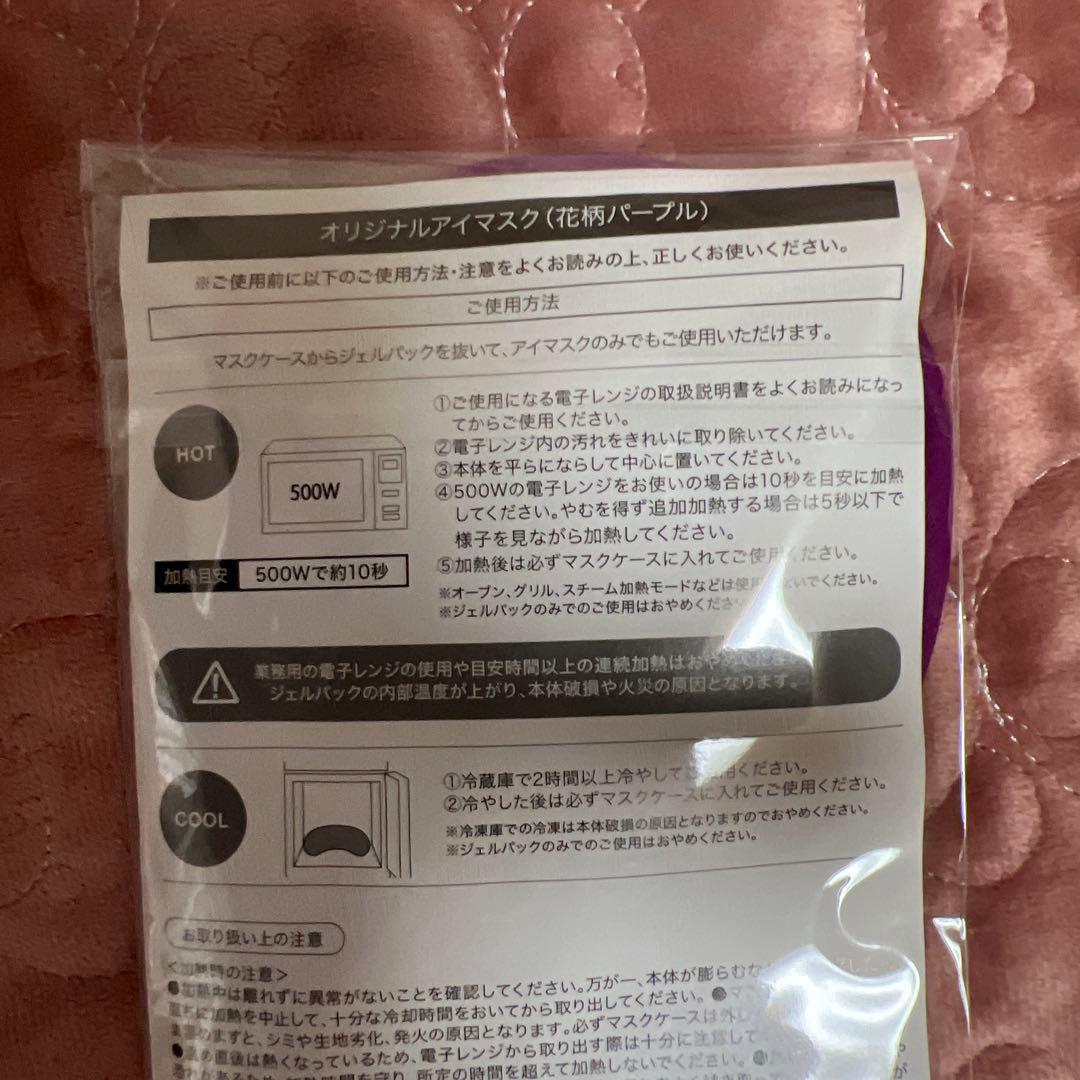 オリジナルアイマスク(花柄パープル)
※ご使用前に以下のご使用方法・注意をよくお読みの上、正しくお使いください。
ご使用方法
マスクケースからジェルパックを抜いて、アイマスクのみでもご使用いただけます。
HOT
500W
加熱目安 500Wで約10秒
①ご使用になる電子レンジの取扱説明書をよくお読みになっ
てからご使用ください。
②電子レンジ内の汚れをきれいに取り除いてください。
③本体を平らにならして中心に置いてください。
④500Wの電子レンジをお使いの場合は10秒を目安に加熱
してください。やむを得ず追加加熱する場合は5秒以下で
様子を見ながら加熱してください。
⑤加熱後は必ずマスクケースに入れてご使用ください。
※オーブン、グリル、スチーム加熱モードなどは使用しないでください。
※ジェルパックのみでのご使用はおやめくださ
業務用の電子レンジの使用や目安時間以上の連続加熱はおやめください
ジェルパックの内部温度が上がり、本体破損や火災の原因となります。
COOL
①冷蔵庫で2時間以上冷やしてご使用ください。
②冷やした後は必ずマスクケースに入れてご使用ください。
※冷凍庫での冷凍は本体破損の原因となりますのでおやめください。
※ジェルパックのみでのご使用はおやめください。
お取り扱い上の注意
<加熱時の注意>
●加熱中は離れずに異常がないことを確認してください。万が一、本体が膨らむな
直ちに加熱を中止して、十分な冷却時間をおいてから取り出してください。●マ
ますと、シミや生地劣化、発火の原因となります。必ずマスクケースは外し
直後は熱くなっているため、電子レンジから取り出す際は十分に注意して
時間を守り、所定の時間を超えて加熱しないでください。